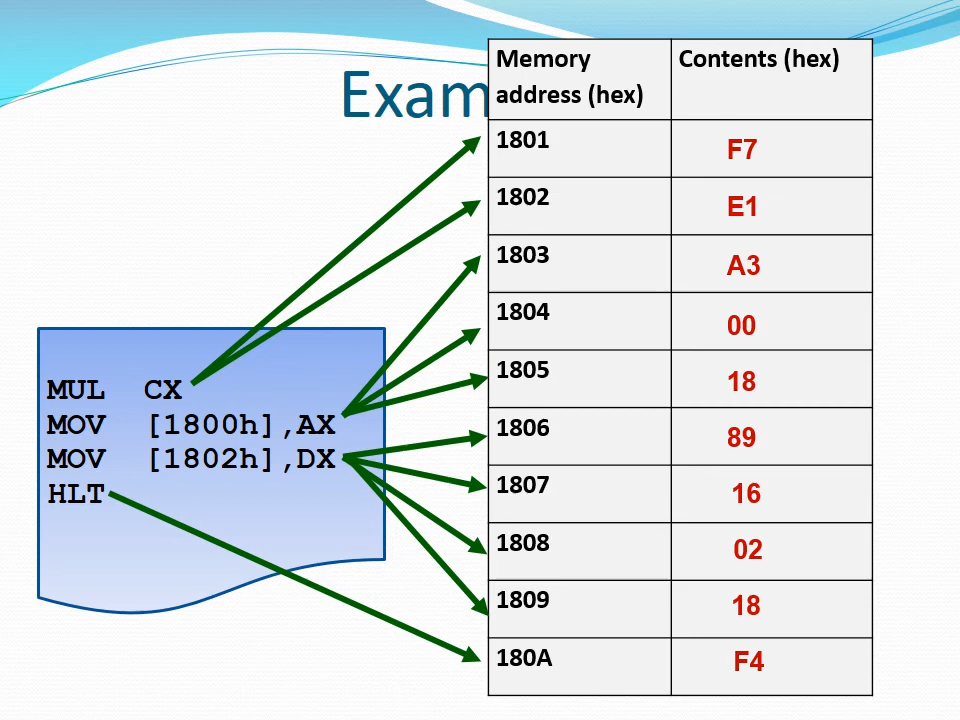 Exam
Memory address (hex) Contents (hex)
1801 F7
1802 E1
1803 A3
1804 00
1805 18
1806 89
1807 16
1808 02
1809 18
180A F4
MUL CX
MOV [1800h],AX
MOV [1802h],DX
HLT